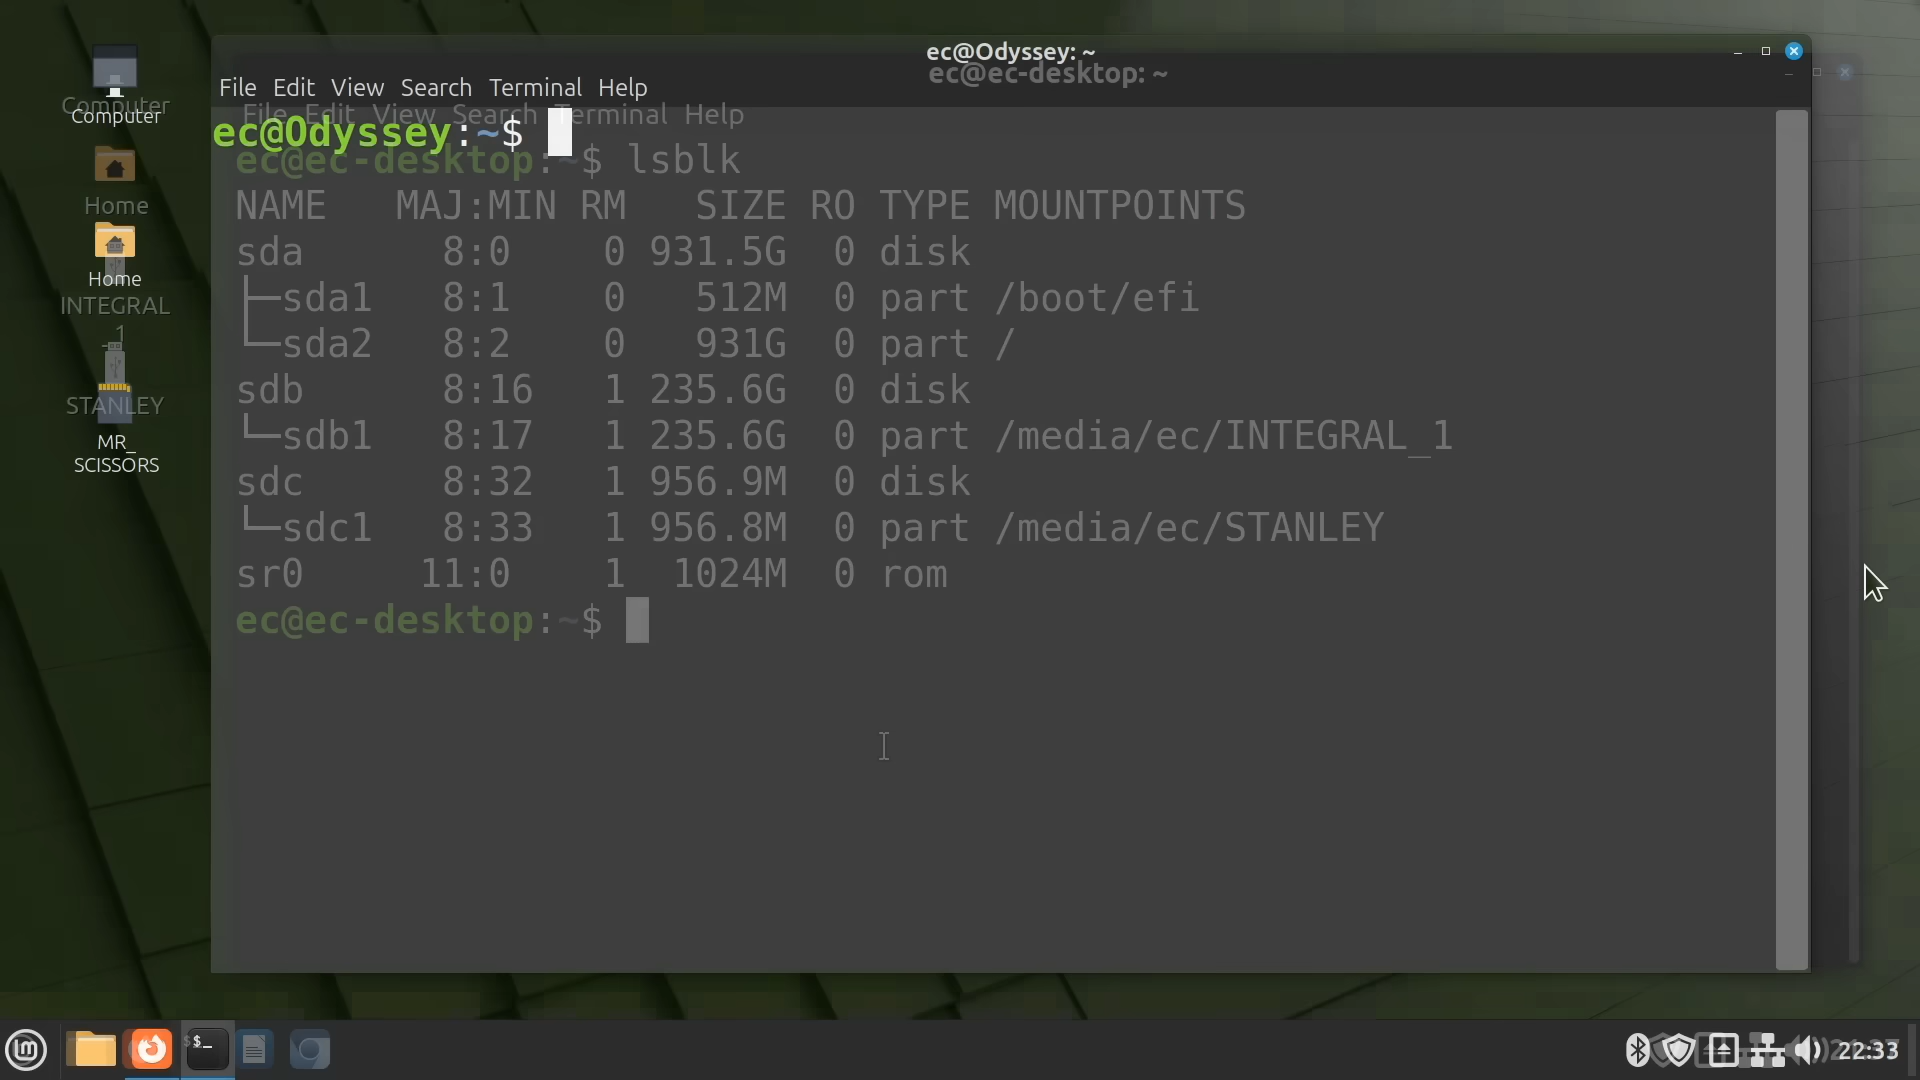 ec@Odyssey: ~
ec@ec-desktop: ~
File Edit View Search Terminal Help
File Edit View Search Terminal Help
ec@Odyssey:~$
ec@ec-desktop:~$ lsblk
NAME MAJ:MIN RM SIZE RO TYPE MOUNTPOINTS
sda 8:0 0 931.5G 0 disk
├─sda1 8:1 0 512M 0 part /boot/efi
└─sda2 8:2 0 931G 0 part /
sdb 8:16 1 235.6G 0 disk
└─sdb1 8:17 1 235.6G 0 part /media/ec/INTEGRAL_1
sdc 8:32 1 956.9M 0 disk
└─sdc1 8:33 1 956.8M 0 part /media/ec/STANLEY
sr0 11:0 1 1024M 0 rom
ec@ec-desktop:~$
Computer
Computer
Home
Home
INTEGRAL
1
STANLEY
MR_
SCISSORS
$_
22:33